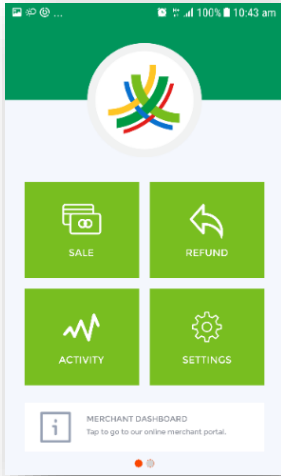 ... 100% 10:43 am
SALE
REFUND
ACTIVITY
SETTINGS
MERCHANT DASHBOARD
Tap to go to our online merchant portal.